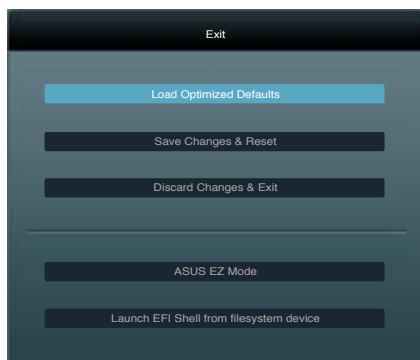 Exit
Load Optimized Defaults
Save Changes & Reset
Discard Changes & Exit
ASUS EZ Mode
Launch EFI Shell from filesystem device